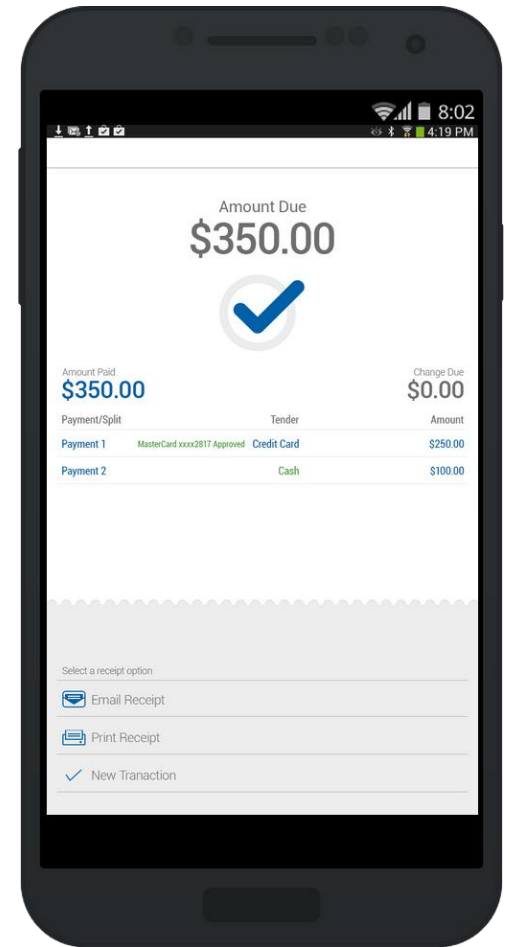 8:02
4:19 PM
Amount Due
$350.00
Amount Paid
Change Due
$350.00
$0.00
Payment/Split Tender Amount
Payment 1 MasterCard xxxx2817 Approved Credit Card $250.00
Payment 2 Cash $100.00
Select a receipt option
Email Receipt
Print Receipt
New Tranaction